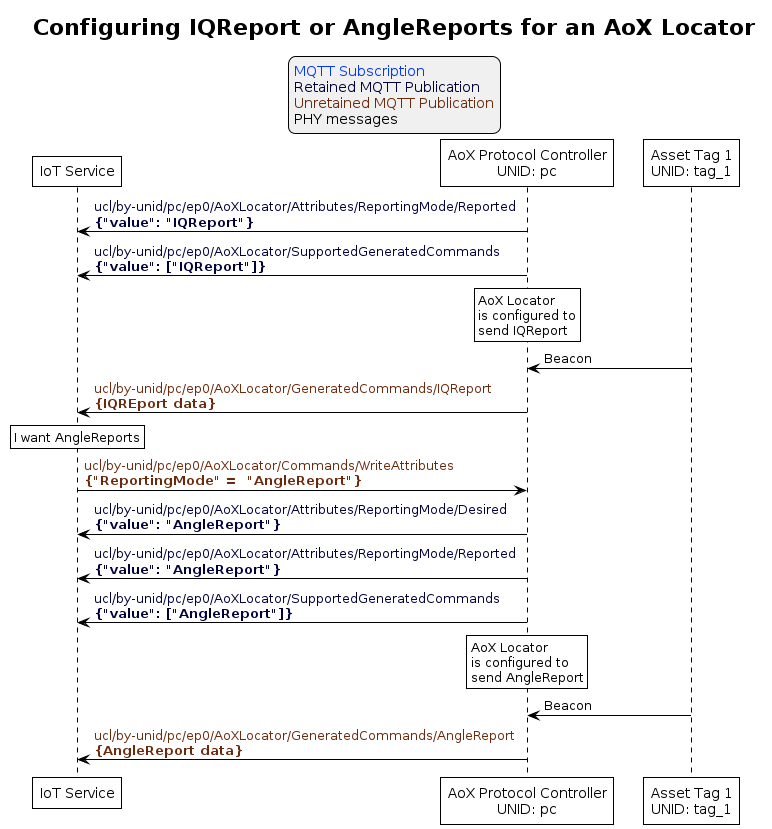 Configuring IQReport or AngleReports for an AoX Locator
MQTT Subscription
Retained MQTT Publication
Unretained MQTT Publication
PHY messages
IoT Service
AoX Protocol Controller
UNID: pc
Asset Tag 1
UNID: tag_1
ucl/by-unid/pc/ep0/AoXLocator/Attributes/ReportingMode/Reported
{"value": "IQReport"}
ucl/by-unid/pc/ep0/AoXLocator/SupportedGeneratedCommands
{"value": ["IQReport"]}
AoX Locator
is configured to
send IQReport
Beacon
ucl/by-unid/pc/ep0/AoXLocator/GeneratedCommands/IQReport
{IQREport data}
I want AngleReports
ucl/by-unid/pc/ep0/AoXLocator/Commands/WriteAttributes
{"ReportingMode" =  "AngleReport"}
ucl/by-unid/pc/ep0/AoXLocator/Attributes/ReportingMode/Desired
{"value": "AngleReport"}
ucl/by-unid/pc/ep0/AoXLocator/Attributes/ReportingMode/Reported
{"value": "AngleReport"}
ucl/by-unid/pc/ep0/AoXLocator/SupportedGeneratedCommands
{"value": ["AngleReport"]}
AoX Locator
is configured to
send AngleReport
Beacon
ucl/by-unid/pc/ep0/AoXLocator/GeneratedCommands/AngleReport
{AngleReport data}
IoT Service
AoX Protocol Controller
UNID: pc
Asset Tag 1
UNID: tag_1